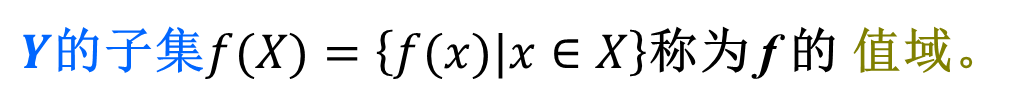 Y的子集f(X) = {f(x)|x ∈ X}称为f的 值域。